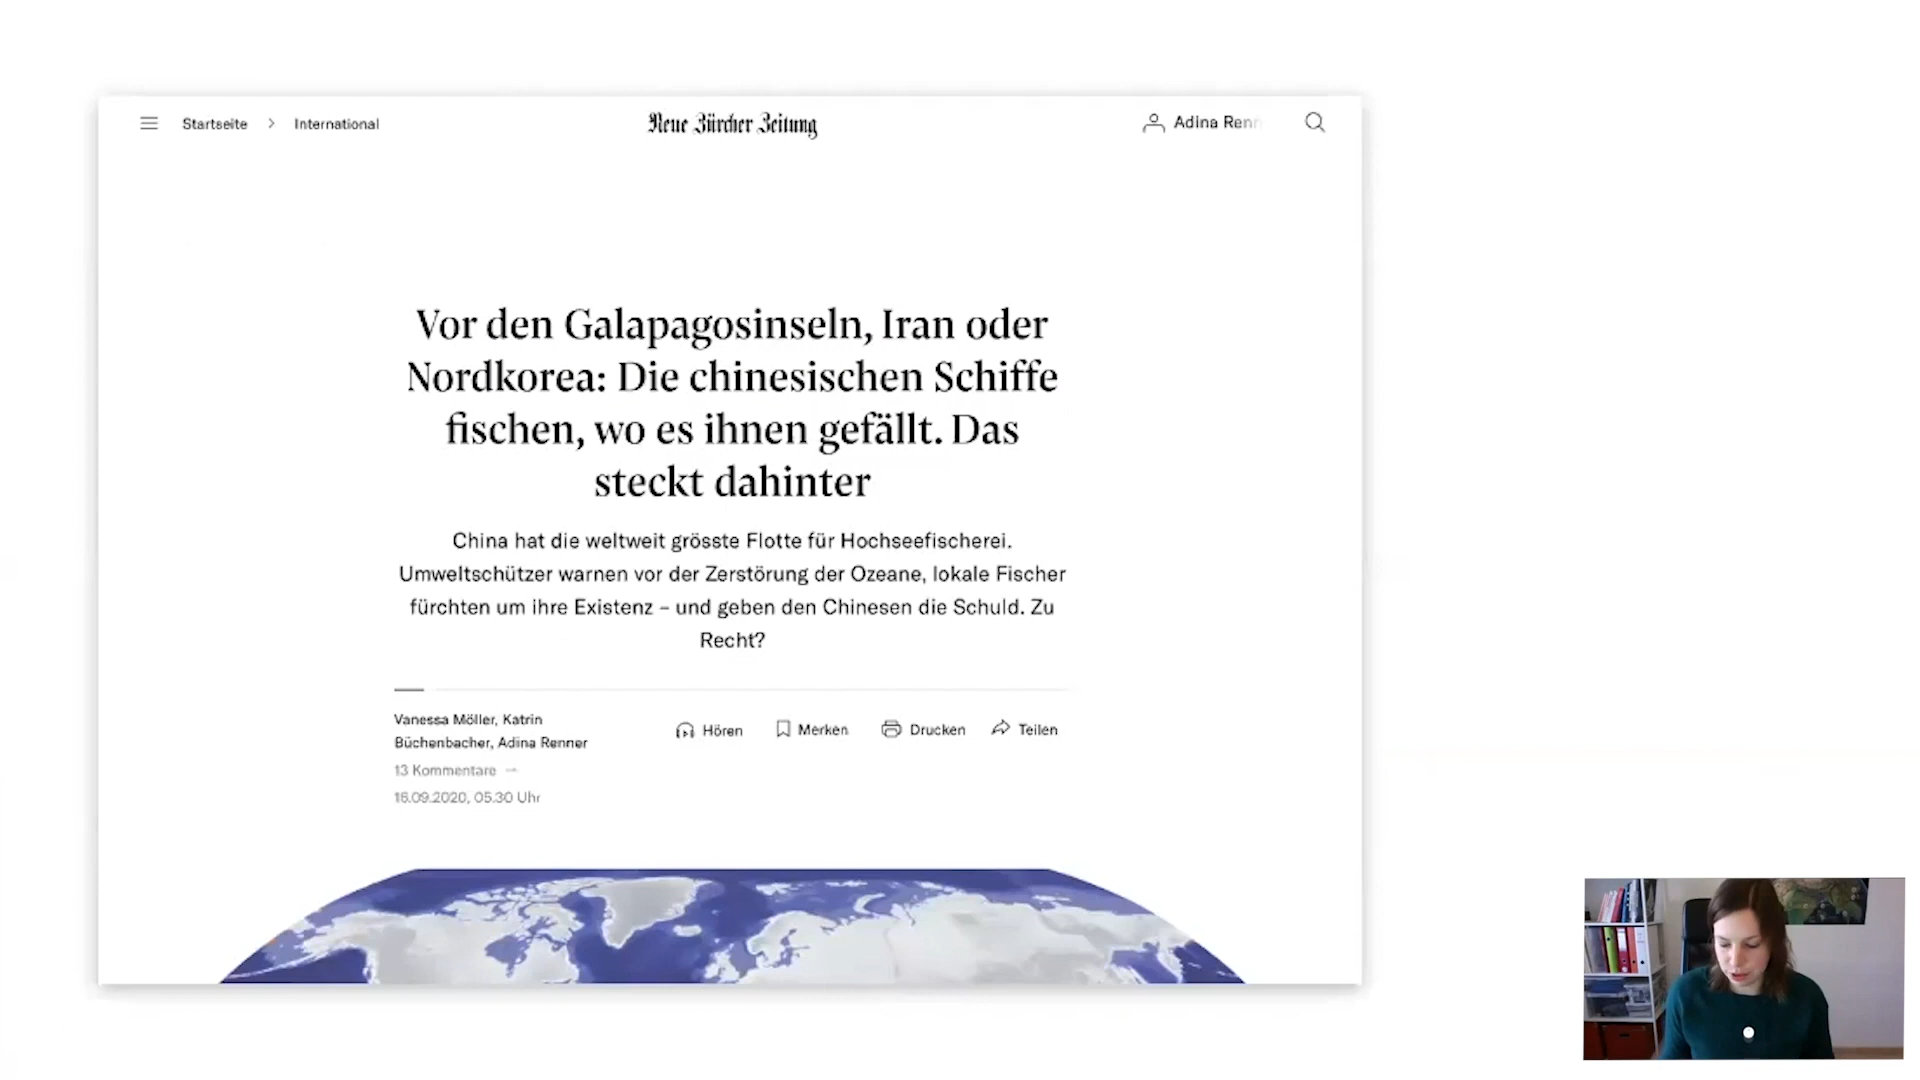 Startseite > International
Neue Zürcher Zeitung
Adina Renn
Vor den Galapagosinseln, Iran oder
Nordkorea: Die chinesischen Schiffe
fischen, wo es ihnen gefällt. Das
steckt dahinter
China hat die weltweit grösste Flotte für Hochseefischerei.
Umweltschützer warnen vor der Zerstörung der Ozeane, lokale Fischer
fürchten um ihre Existenz – und geben den Chinesen die Schuld. Zu
Recht?
Vanessa Möller, Katrin
Büchenbacher, Adina Renner
Hören
Merken
Drucken
Teilen
13 Kommentare →
16.09.2020, 05.30 Uhr